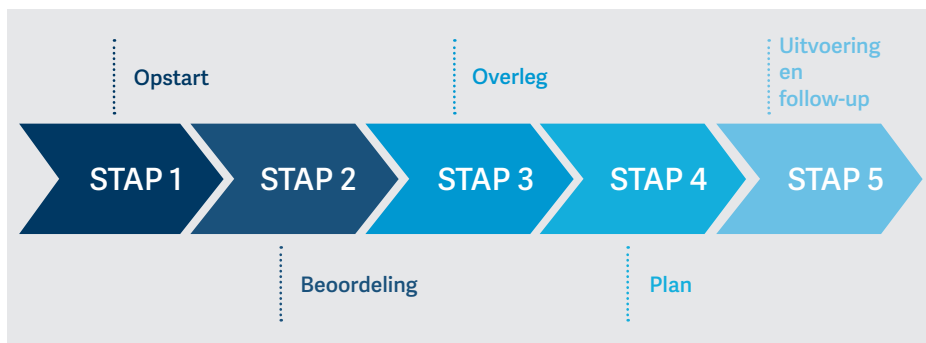 Opstart
Overleg
Uitvoering
en
follow-up
STAP 1
STAP 2
STAP 3
STAP 4
STAP 5
Beoordeling
Plan